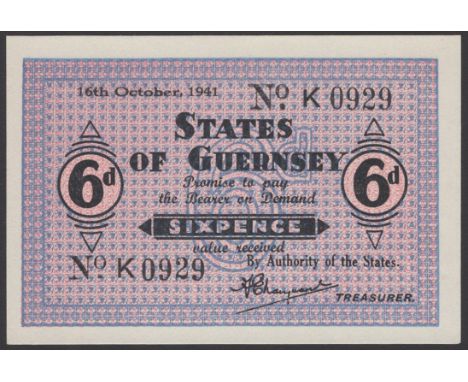 16th October, 1941
No K 0929
STATES
OF GUERNSEY
6d
6d
Promise to pay
the Bearer on Demand
SIXPENCE
value received
No K 0929
By Authority of the States.
TREASURER.